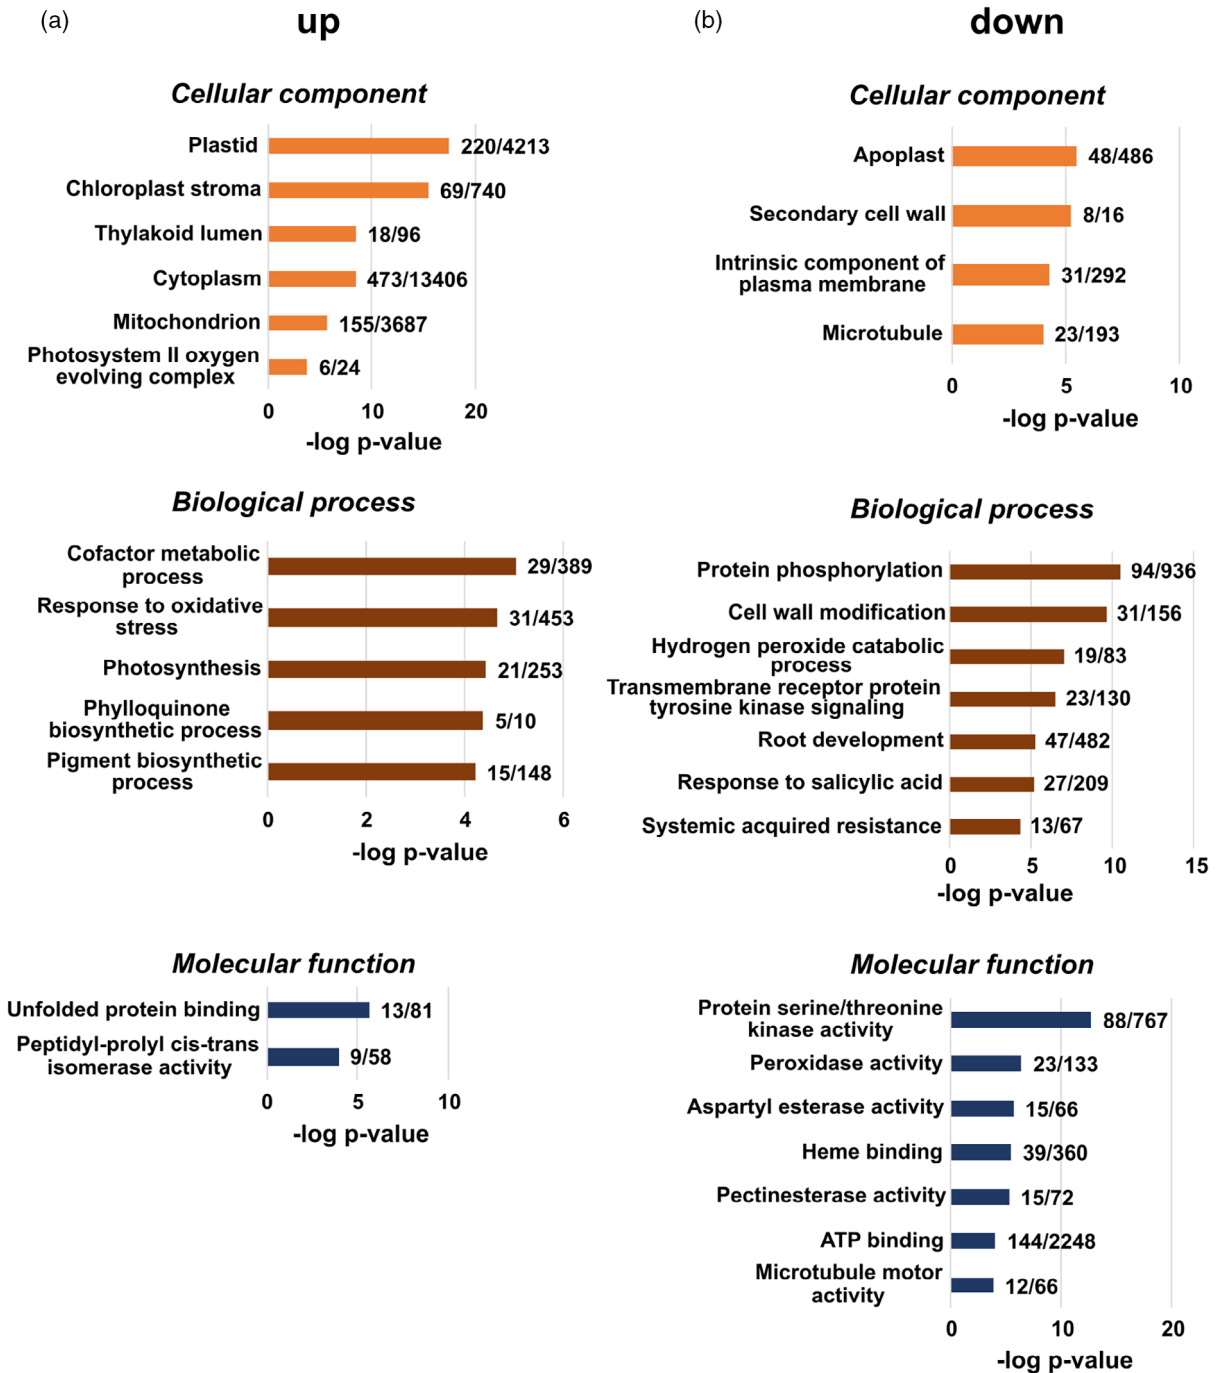 (a)
up
Cellular component
Plastid
220/4213
Chloroplast stroma
69/740
Thylakoid lumen
18/96
Cytoplasm
473/13406
Mitochondrion
155/3687
Photosystem II oxygen
evolving complex
6/24
0
10
20
-log p-value
Biological process
Cofactor metabolic
process
29/389
Response to oxidative
stress
31/453
Photosynthesis
21/253
Phylloquinone
biosynthetic process
5/10
Pigment biosynthetic
process
15/148
0
2
4
6
-log p-value
Molecular function
Unfolded protein binding
13/81
Peptidyl-prolyl cis-trans
isomerase activity
9/58
0
5
10
-log p-value
(b)
down
Cellular component
Apoplast
48/486
Secondary cell wall
8/16
Intrinsic component of
plasma membrane
31/292
Microtubule
23/193
0
5
10
-log p-value
Biological process
Protein phosphorylation
94/936
Cell wall modification
31/156
Hydrogen peroxide catabolic
process
19/83
Transmembrane receptor protein
tyrosine kinase signaling
23/130
Root development
47/482
Response to salicylic acid
27/209
Systemic acquired resistance
13/67
0
5
10
15
-log p-value
Molecular function
Protein serine/threonine
kinase activity
88/767
Peroxidase activity
23/133
Aspartyl esterase activity
15/66
Heme binding
39/360
Pectinesterase activity
15/72
ATP binding
144/2248
Microtubule motor
activity
12/66
0
10
20
-log p-value